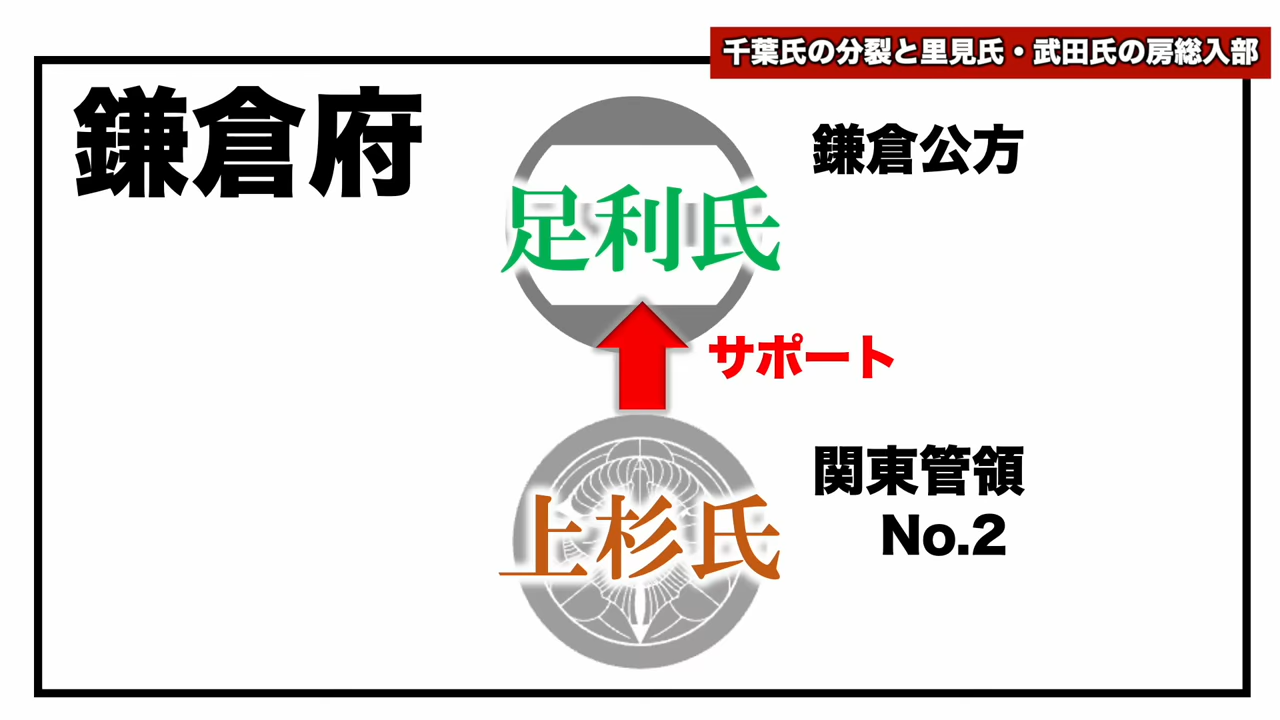 千葉氏の分裂と里見氏・武田氏の房総入部
鎌倉府
鎌倉公方
足利氏
サポート
関東管領
No.2
上杉氏